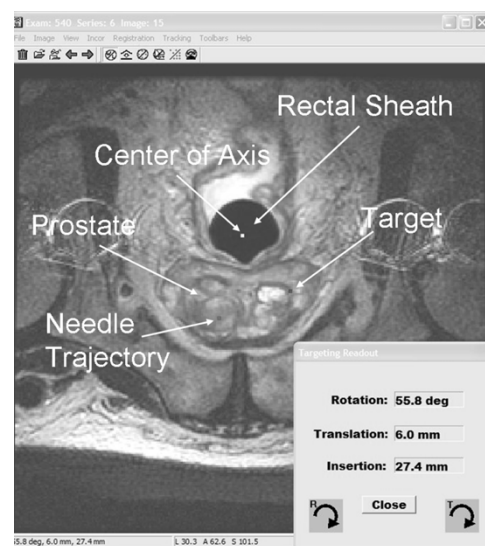 Exam: 540 Series: 6 Image: 15
File Image View Incor Registration Tracking Toolbars Help
Rectal Sheath
Center of Axis
Prostate
Target
Needle
Trajectory
Targeting Readout
Rotation: 55.8 deg
Translation: 6.0 mm
Insertion: 27.4 mm
R
Close
T
55.8 deg, 6.0 mm, 27.4 mm
L 30.3 A 62.6 S 101.5